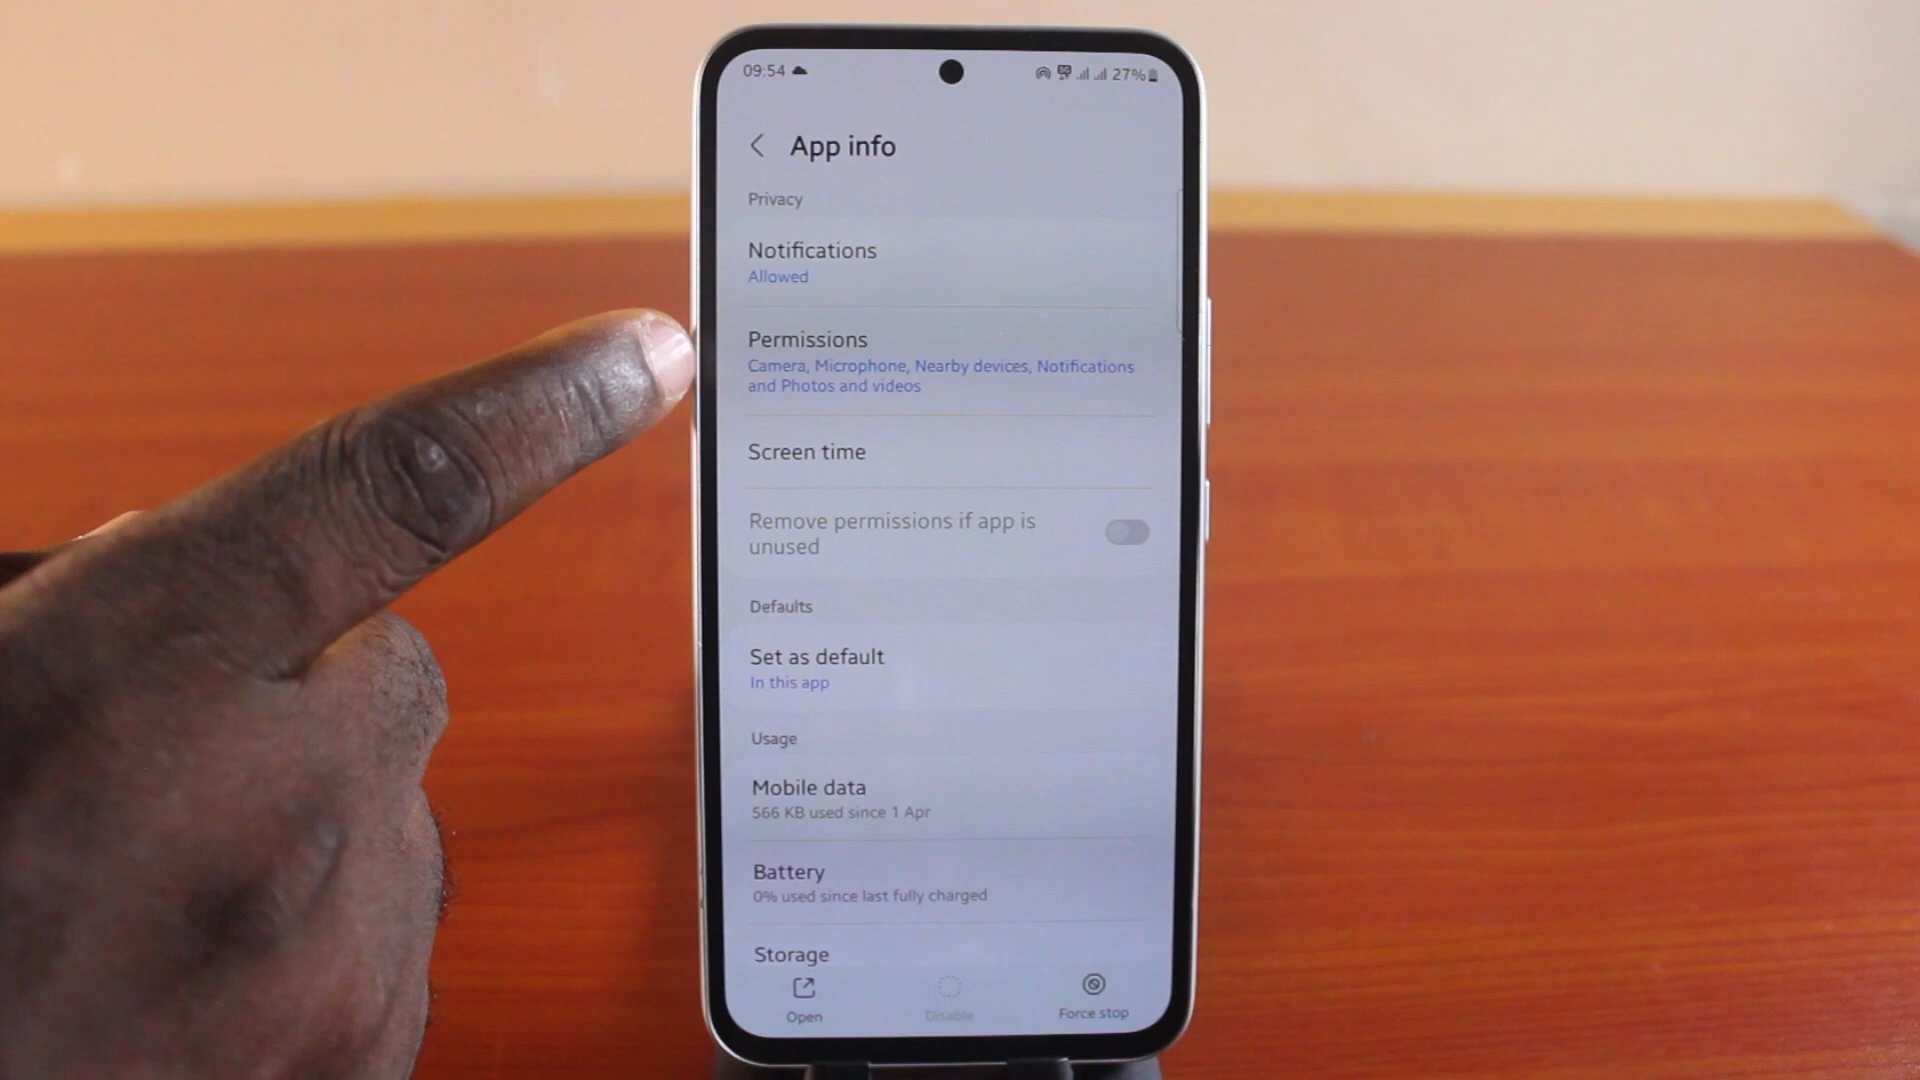 09:54
27%
App info
Privacy
Notifications
Allowed
Permissions
Camera, Microphone, Nearby devices, Notifications
and Photos and videos
Screen time
Remove permissions if app is
unused
Defaults
Set as default
In this app
Usage
Mobile data
566 KB used since 1 Apr
Battery
0% used since last fully charged
Storage
Open
Disable
Force stop